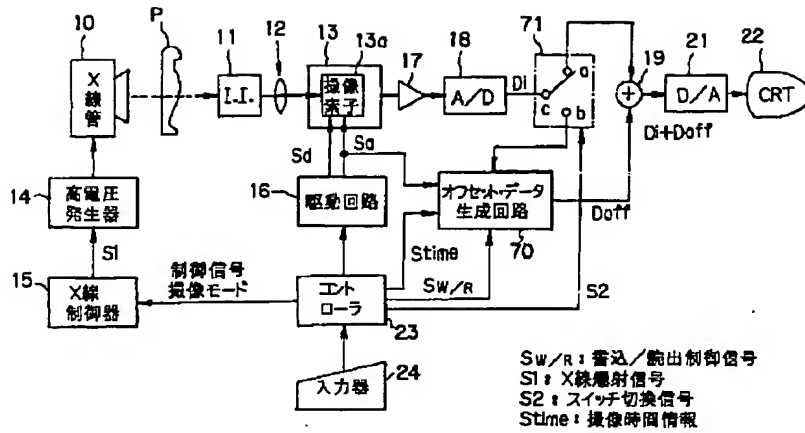 10
P
11
12
13
13a
17
18
71
19
21
22
X
線
管
I.I.
撮像
素子
A/D
Di
a
c
b
D/A
CRT
Di+Doff
Sd
Sa
14
高電圧
発生器
16
駆動回路
オフセット・データ
生成回路
70
Doff
S1
Stime
SW/R
S2
15
X線
制御器
制御信号
撮像モード
コント
ローラ
23
入力器
24
SW/R：書込/読出制御信号
S1：X線曝射信号
S2：スイッチ切換信号
Stime：撮像時間情報